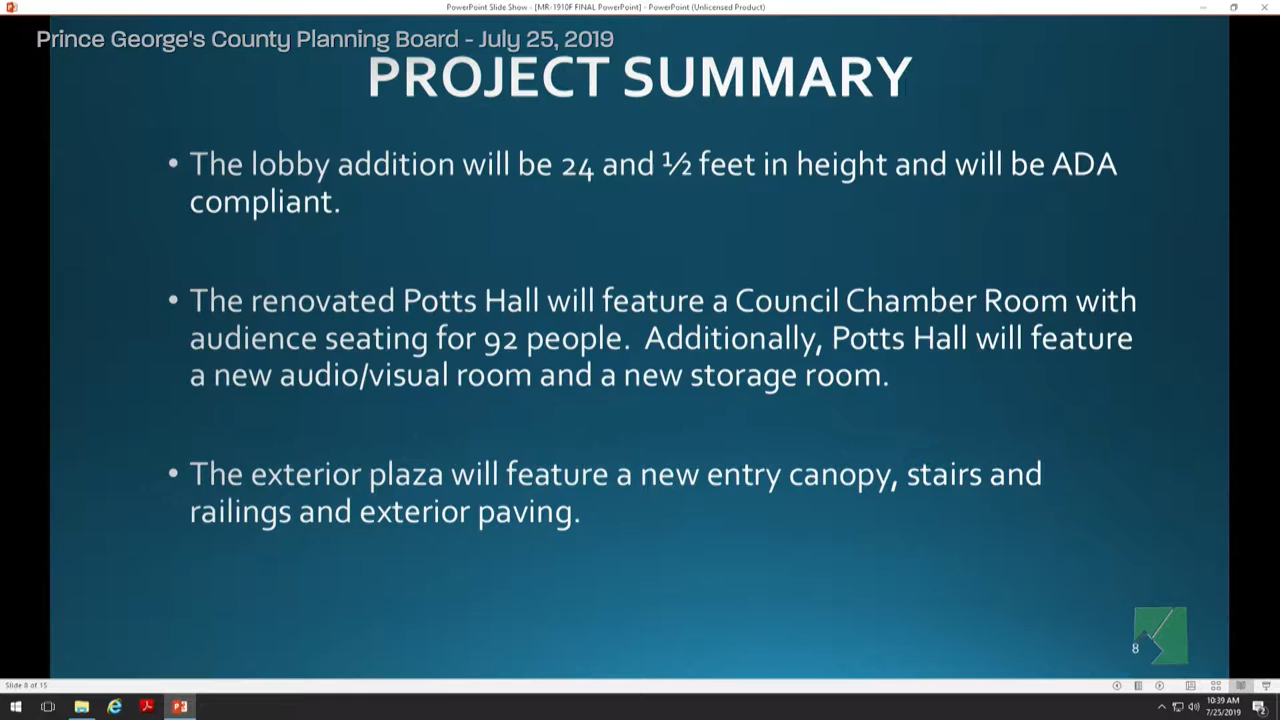 PowerPoint Slide Show - [MR-1910F FINAL PowerPoint] - PowerPoint (Unlicensed Product)
Prince George's County Planning Board - July 25, 2019
PROJECT SUMMARY
• The lobby addition will be 24 and ½ feet in height and will be ADA
compliant.
• The renovated Potts Hall will feature a Council Chamber Room with
audience seating for 92 people. Additionally, Potts Hall will feature
a new audio/visual room and a new storage room.
• The exterior plaza will feature a new entry canopy, stairs and
railings and exterior paving.
8
Slide 8 of 15
10:39 AM
7/25/2019
2